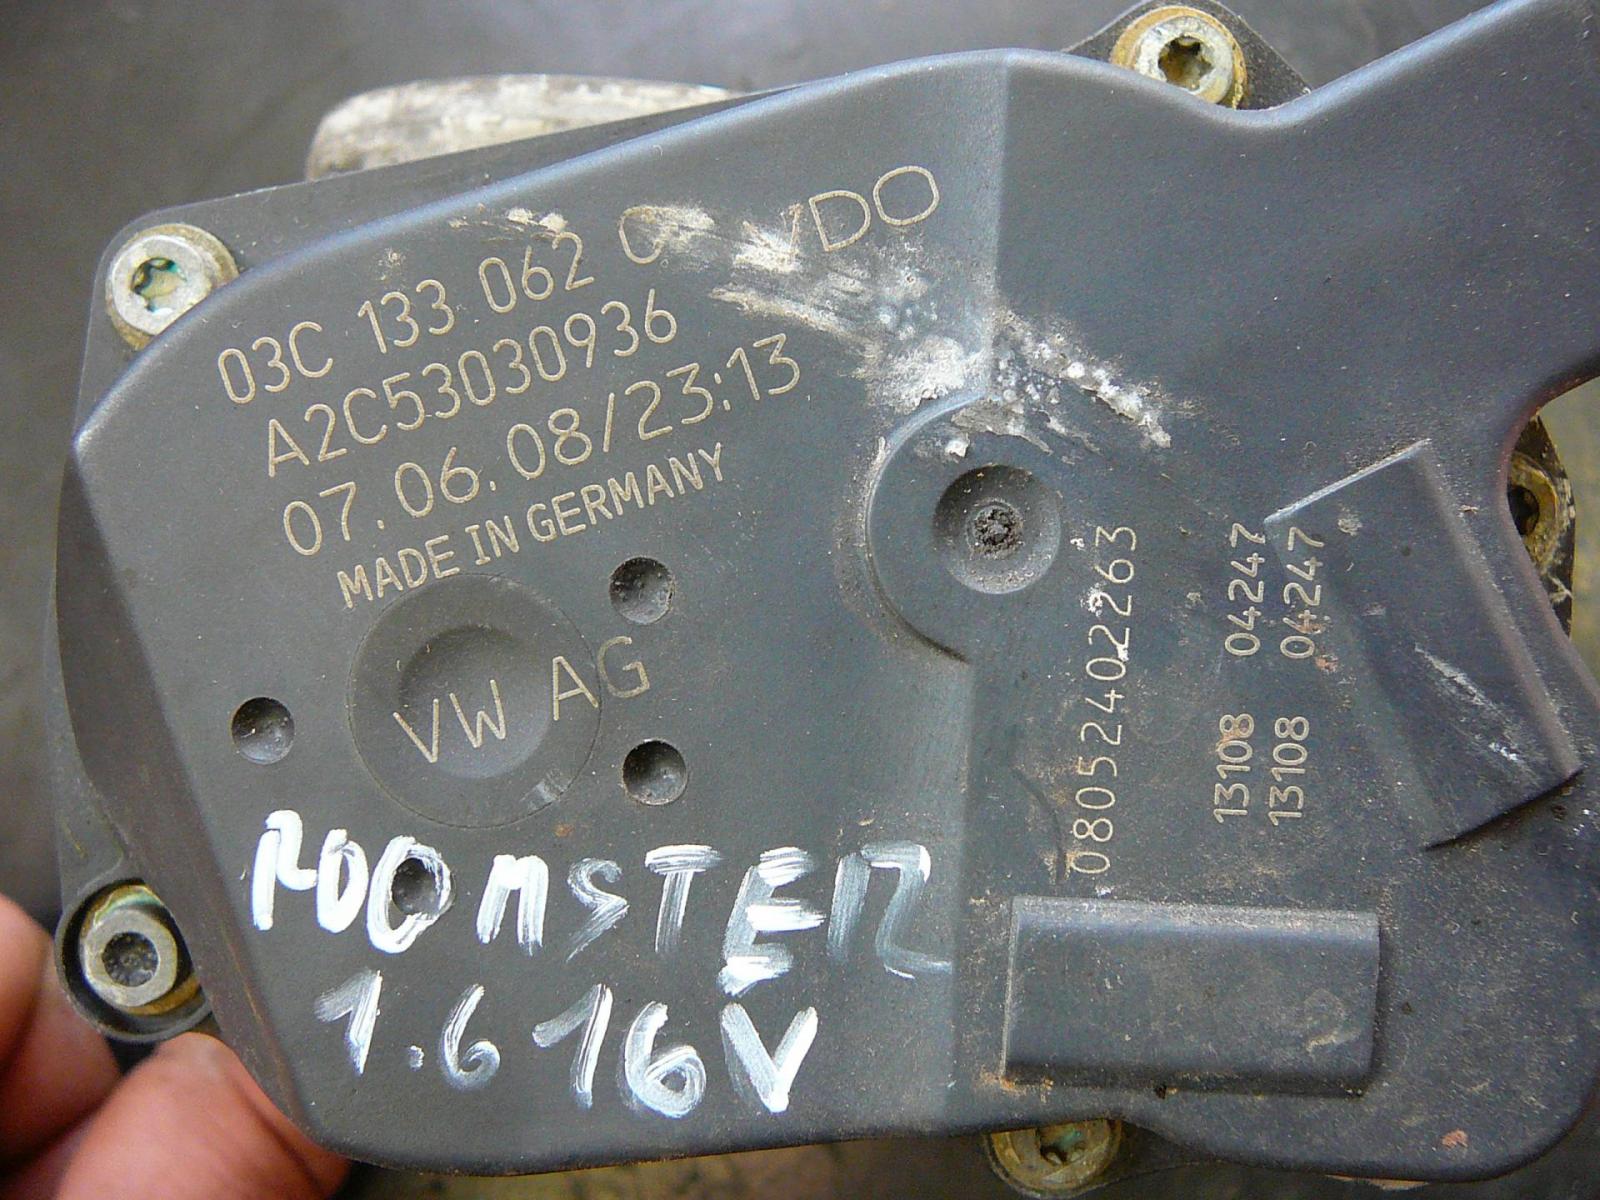 03C 133 062 C VDO
A2C53030936
07.06.08/23:13
MADE IN GERMANY
VW AG
08052402263
13108 04247
13108 04247
ROOMSTER
1.6 16V